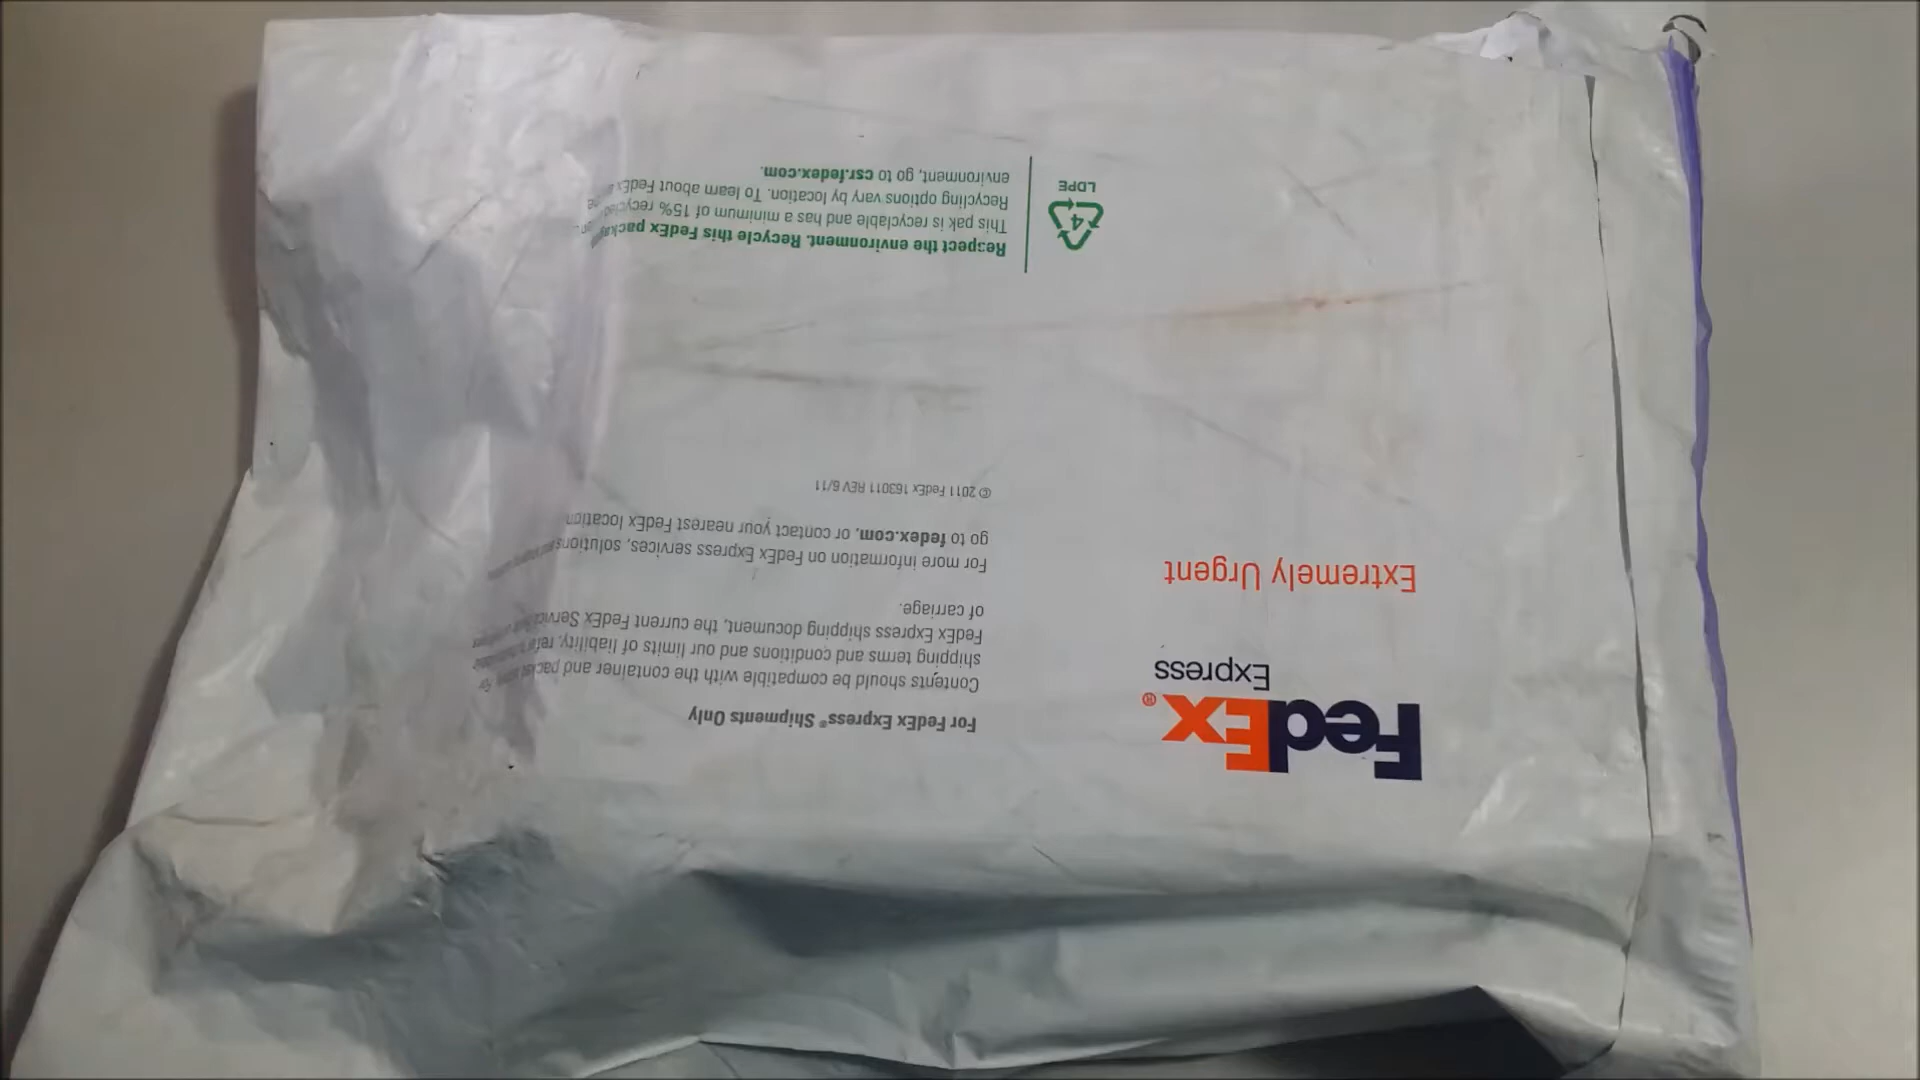 FedEx®
Express
Extremely Urgent
For FedEx Express® Shipments Only
Contents should be compatible with the container and packed
shipping terms and conditions and our limits of liability, refer
FedEx Express shipping document, the current FedEx Service
of carriage.
For more information on FedEx Express services, solutions
go to fedex.com, or contact your nearest FedEx location
© 2011 FedEx 163011 REV 6/11
4
LDPE
Respect the environment. Recycle this FedEx
This pak is recyclable and has a minimum of 15% recycled
Recycling options vary by location. To learn about FedEx
environment, go to csr.fedex.com.